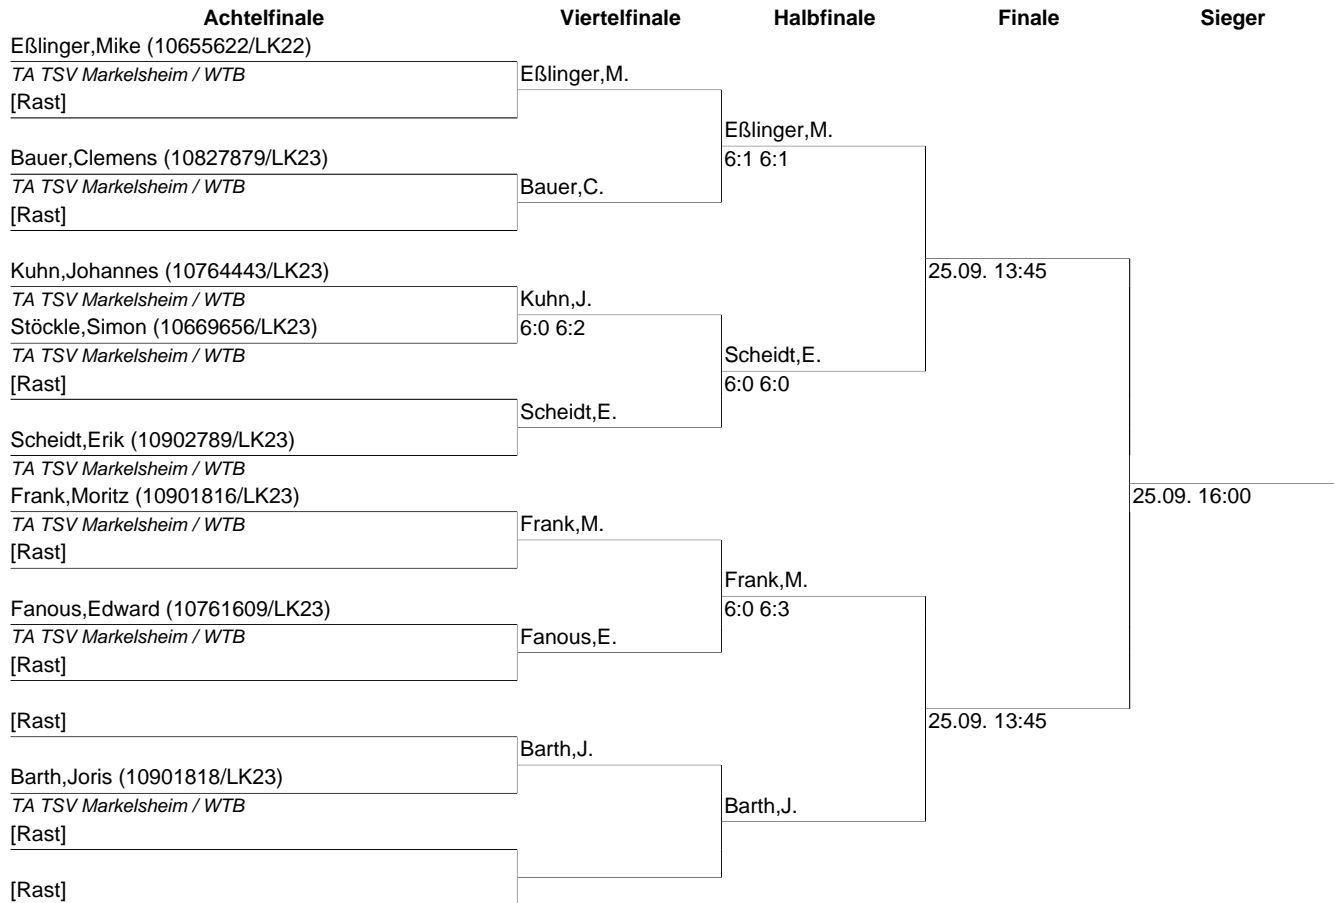 Achtelfinale Viertelfinale Halbfinale Finale Sieger
Eßlinger,Mike (10655622/LK22)
TA TSV Markelsheim / WTB Eßlinger,M.
[Rast]
Eßlinger,M.
Bauer,Clemens (10827879/LK23) 6:1 6:1
TA TSV Markelsheim / WTB Bauer,C.
[Rast]
Kuhn,Johannes (10764443/LK23) 25.09. 13:45
TA TSV Markelsheim / WTB Kuhn,J.
Stöckle,Simon (10669656/LK23) 6:0 6:2
TA TSV Markelsheim / WTB Scheidt,E.
[Rast] 6:0 6:0
Scheidt,E.
Scheidt,Erik (10902789/LK23)
TA TSV Markelsheim / WTB
Frank,Moritz (10901816/LK23) 25.09. 16:00
TA TSV Markelsheim / WTB Frank,M.
[Rast]
Frank,M.
Fanous,Edward (10761609/LK23) 6:0 6:3
TA TSV Markelsheim / WTB Fanous,E.
[Rast]
[Rast] 25.09. 13:45
Barth,J.
Barth,Joris (10901818/LK23)
TA TSV Markelsheim / WTB Barth,J.
[Rast]
[Rast]